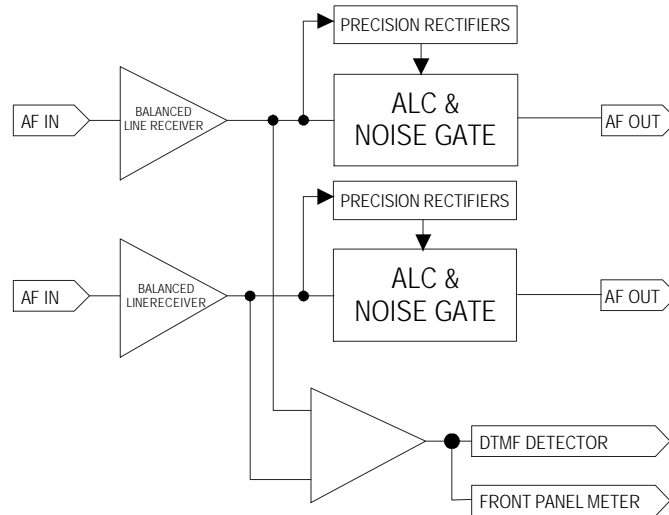 PRECISION RECTIFIERS
AF IN
BALANCED
LINE RECEIVER
ALC &
NOISE GATE
AF OUT
PRECISION RECTIFIERS
AF IN
BALANCED
LINERECEIVER
ALC &
NOISE GATE
AF OUT
DTMF DETECTOR
FRONT PANEL METER